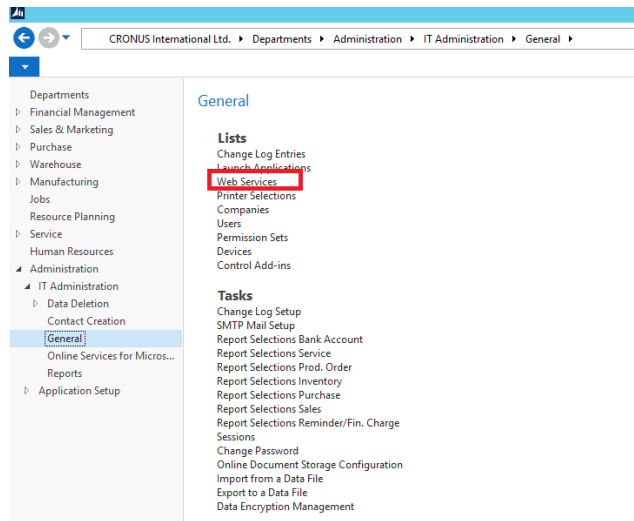 CRONUS International Ltd. Departments Administration IT Administration General
Departments
Financial Management
Sales & Marketing
Purchase
Warehouse
Manufacturing
Jobs
Resource Planning
Service
Human Resources
Administration
IT Administration
Data Deletion
Contact Creation
General
Online Services for Micros...
Reports
Application Setup
General
Lists
Change Log Entries
Launch Applications
Web Services
Printer Selections
Companies
Users
Permission Sets
Devices
Control Add-ins
Tasks
Change Log Setup
SMTP Mail Setup
Report Selections Bank Account
Report Selections Service
Report Selections Prod. Order
Report Selections Inventory
Report Selections Purchase
Report Selections Sales
Report Selections Reminder/Fin. Charge
Sessions
Change Password
Online Document Storage Configuration
Import from a Data File
Export to a Data File
Data Encryption Management